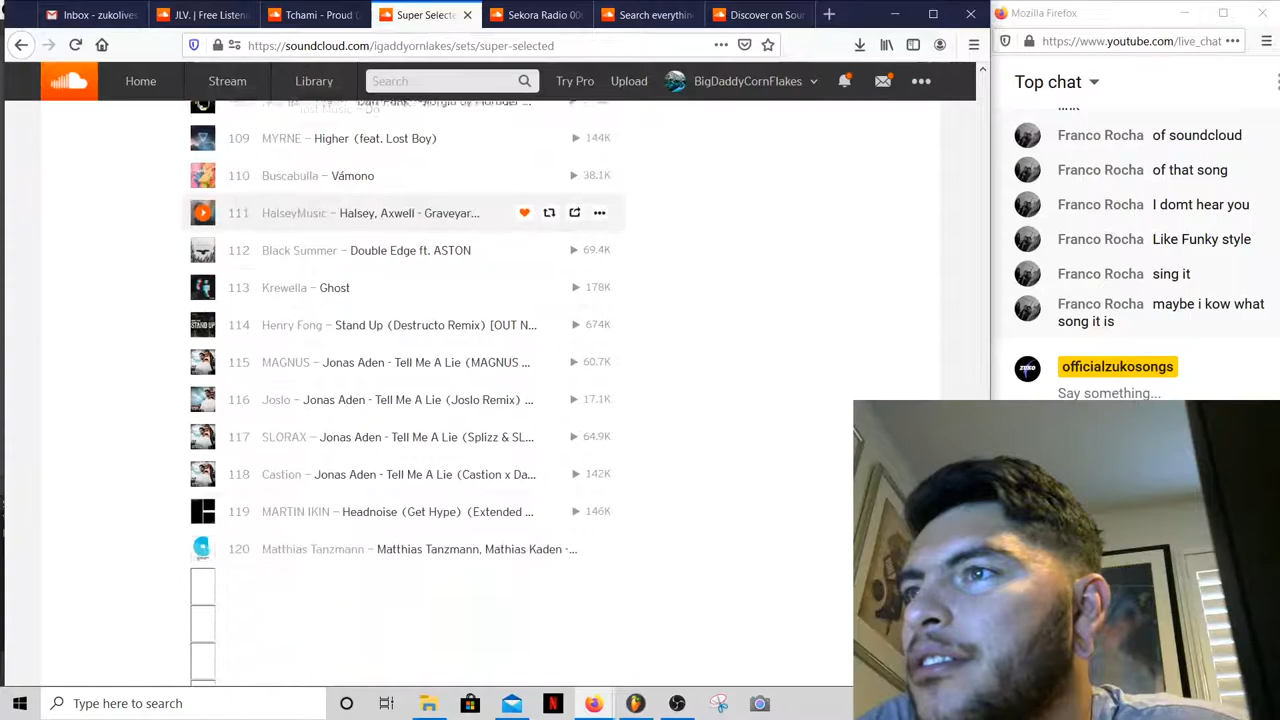 Inbox - zukolives
JLV. | Free Listeni
Tchami - Proud (
Super Selecte
Sekora Radio 00
Search everythin
Discover on Sour
Mozilla Firefox
https://soundcloud.com/igaddyornlakes/sets/super-selected
https://www.youtube.com/live_chat
Home
Stream
Library
Search
Try Pro
Upload
BigDaddyCornFlakes
109 MYRNE – Higher (feat. Lost Boy) 144K
110 Buscabulla – Vámono 38.1K
111 HalseyMusic – Halsey, Axwell - Graveyar...
112 Black Summer – Double Edge ft. ASTON 69.4K
113 Krewella – Ghost 178K
114 Henry Fong – Stand Up (Destructo Remix) [OUT N... 674K
115 MAGNUS – Jonas Aden - Tell Me A Lie (MAGNUS ... 60.7K
116 Joslo – Jonas Aden - Tell Me A Lie (Joslo Remix) ... 17.1K
117 SLORAX – Jonas Aden - Tell Me A Lie (Splizz & SL... 64.9K
118 Castion – Jonas Aden - Tell Me A Lie (Castion x Da... 142K
119 MARTIN IKIN – Headnoise (Get Hype) (Extended ... 146K
120 Matthias Tanzmann – Matthias Tanzmann, Mathias Kaden -...
Top chat
link
Franco Rocha of soundcloud
Franco Rocha of that song
Franco Rocha I domt hear you
Franco Rocha Like Funky style
Franco Rocha sing it
Franco Rocha maybe i kow what
song it is
officialzukosongs
Say something...
Type here to search